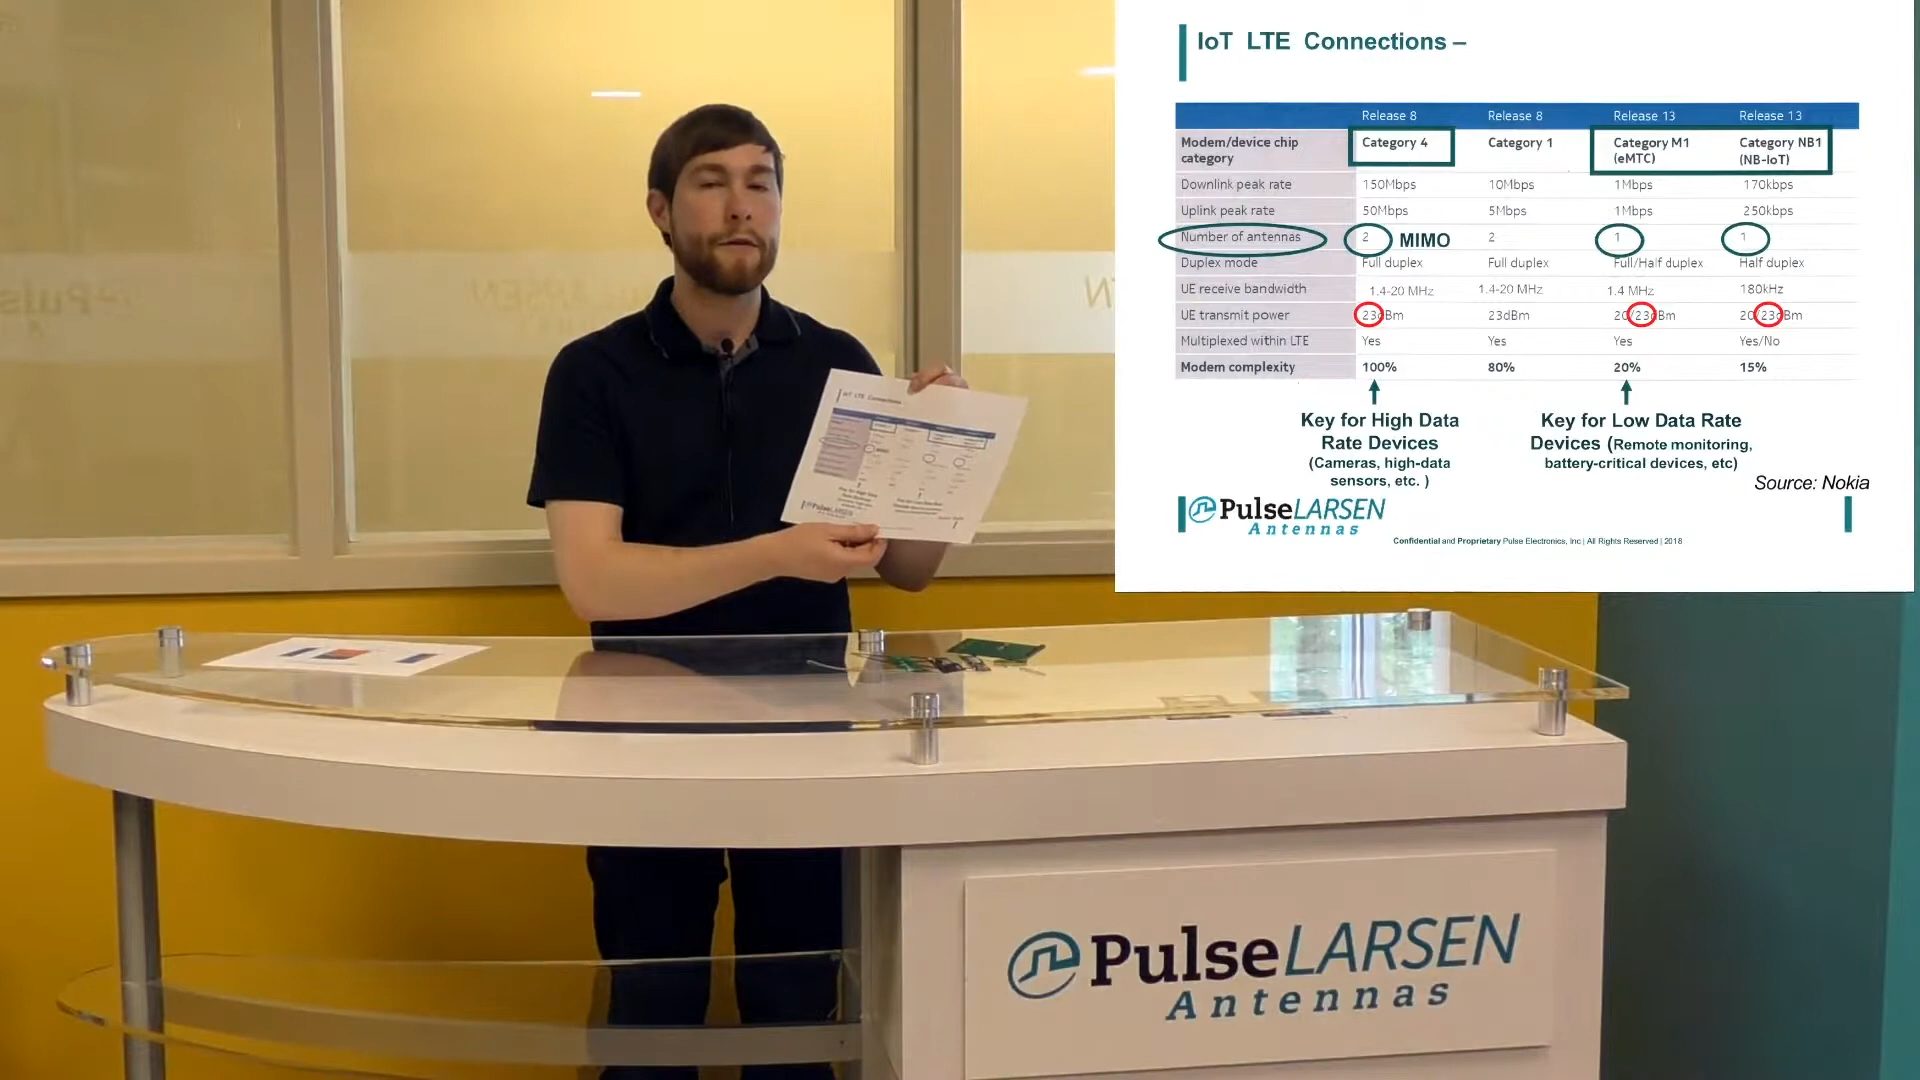 IoT LTE Connections –
Release 8 Release 8 Release 13 Release 13
Modem/device chip category Category 4 Category 1 Category M1 (eMTC) Category NB1 (NB-IoT)
Downlink peak rate 150Mbps 10Mbps 1Mbps 170kbps
Uplink peak rate 50Mbps 5Mbps 1Mbps 250kbps
Number of antennas 2 MIMO 2 1 1
Duplex mode Full duplex Full duplex Full/Half duplex Half duplex
UE receive bandwidth 1.4-20 MHz 1.4-20 MHz 1.4 MHz 180kHz
UE transmit power 23dBm 23dBm 20/23dBm 20/23dBm
Multiplexed within LTE Yes Yes Yes Yes/No
Modem complexity 100% 80% 20% 15%
Key for High Data
Rate Devices
(Cameras, high-data
sensors, etc. )
Key for Low Data Rate
Devices (Remote monitoring,
battery-critical devices, etc)
Source: Nokia
PulseLARSEN
Antennas
Confidential and Proprietary Pulse Electronics, Inc | All Rights Reserved | 2018
IoT LTE Connections
MIMO
PulseLARSEN
PulseLARSEN
Antennas